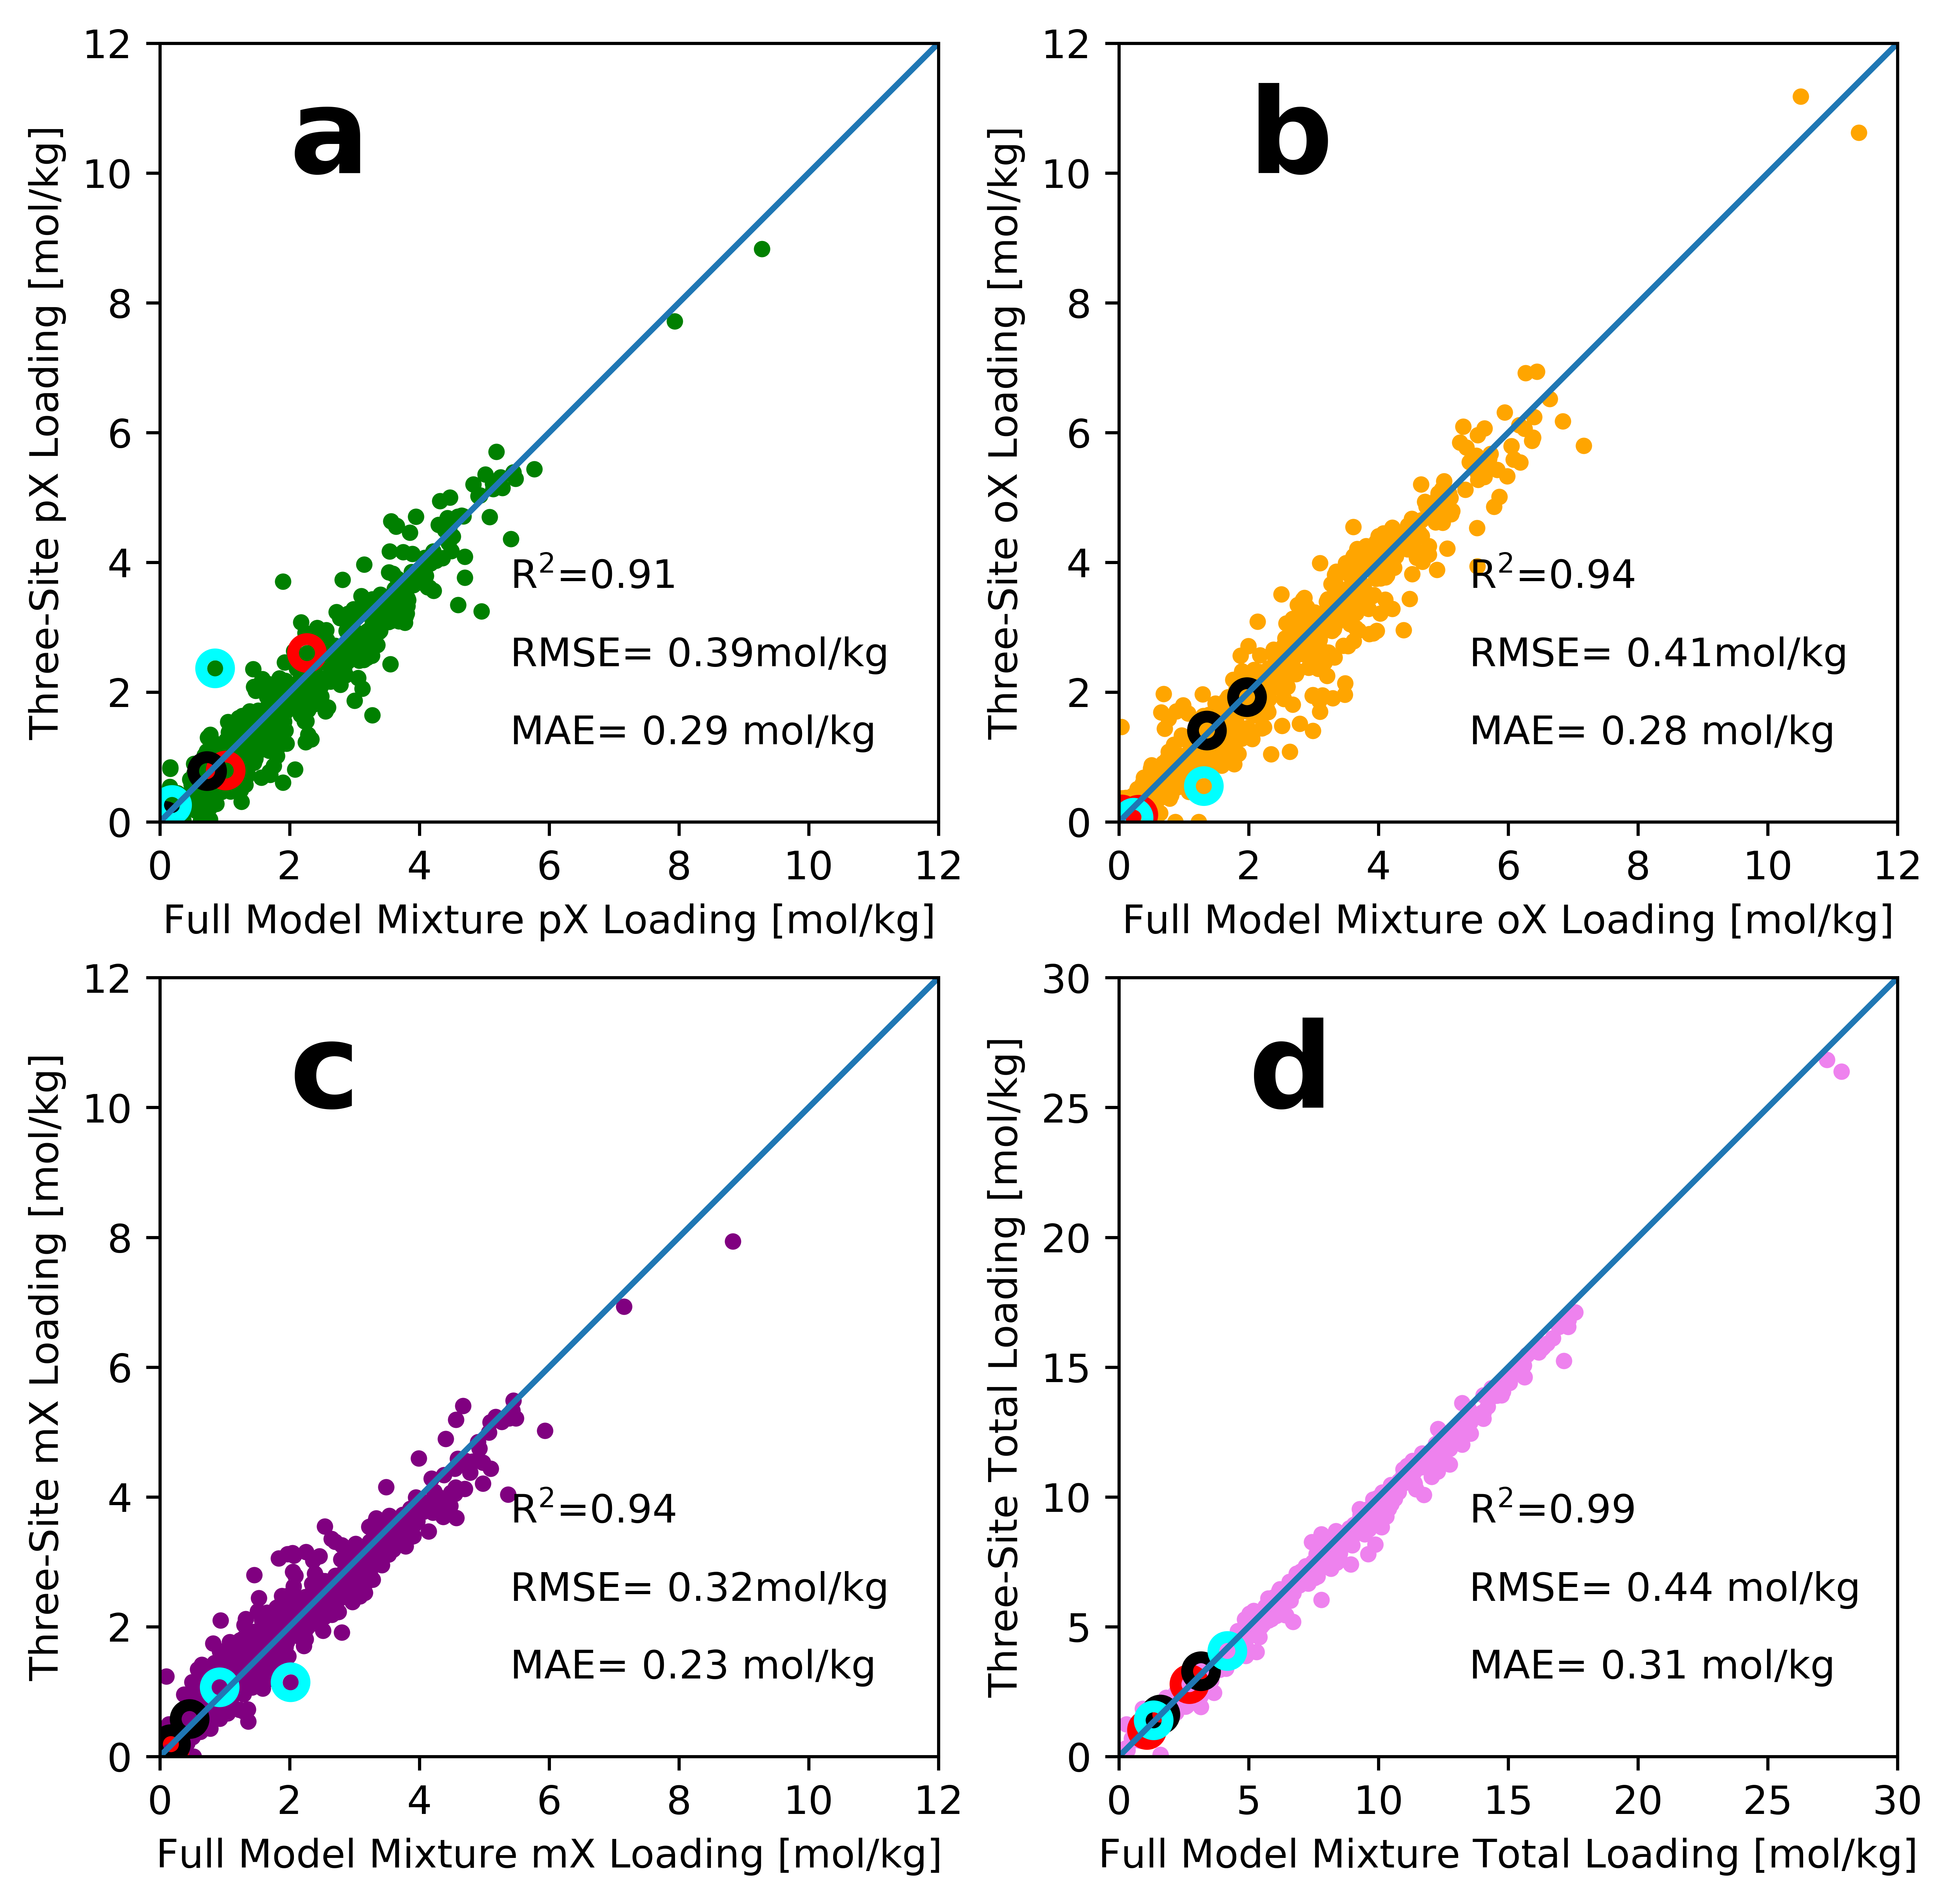 a
12
10
8
6
4
2
0
Three-Site pX Loading [mol/kg]
R²=0.91
RMSE= 0.39mol/kg
MAE= 0.29 mol/kg
0 2 4 6 8 10 12
Full Model Mixture pX Loading [mol/kg]
b
12
10
8
6
4
2
0
Three-Site oX Loading [mol/kg]
R²=0.94
RMSE= 0.41mol/kg
MAE= 0.28 mol/kg
0 2 4 6 8 10 12
Full Model Mixture oX Loading [mol/kg]
c
12
10
8
6
4
2
0
Three-Site mX Loading [mol/kg]
R²=0.94
RMSE= 0.32mol/kg
MAE= 0.23 mol/kg
0 2 4 6 8 10 12
Full Model Mixture mX Loading [mol/kg]
d
30
25
20
15
10
5
0
Three-Site Total Loading [mol/kg]
R²=0.99
RMSE= 0.44 mol/kg
MAE= 0.31 mol/kg
0 5 10 15 20 25 30
Full Model Mixture Total Loading [mol/kg]